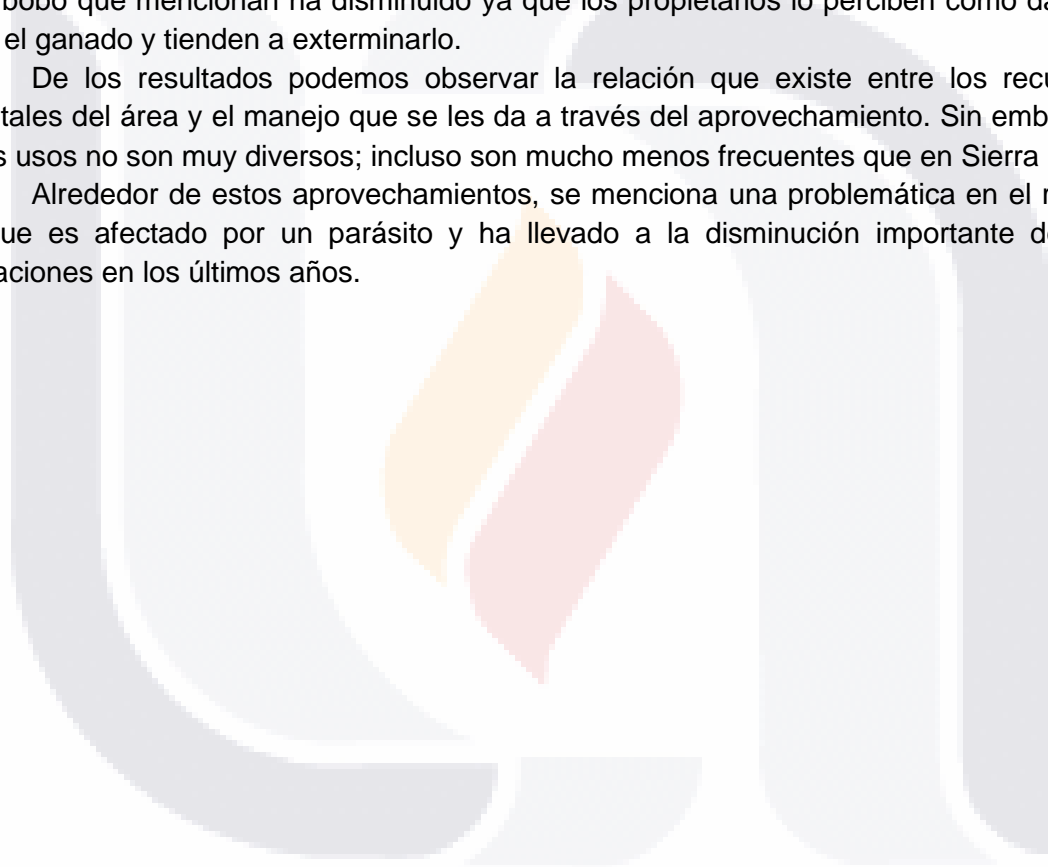 bobo que mencionan ha disminuido ya que los propietarios lo perciben como da
el ganado y tienden a exterminarlo.
De los resultados podemos observar la relación que existe entre los recu
tales del área y el manejo que se les da a través del aprovechamiento. Sin emb
s usos no son muy diversos; incluso son mucho menos frecuentes que en Sierra
Alrededor de estos aprovechamientos, se menciona una problemática en el
ue es afectado por un parásito y ha llevado a la disminución importante d
aciones en los últimos años.